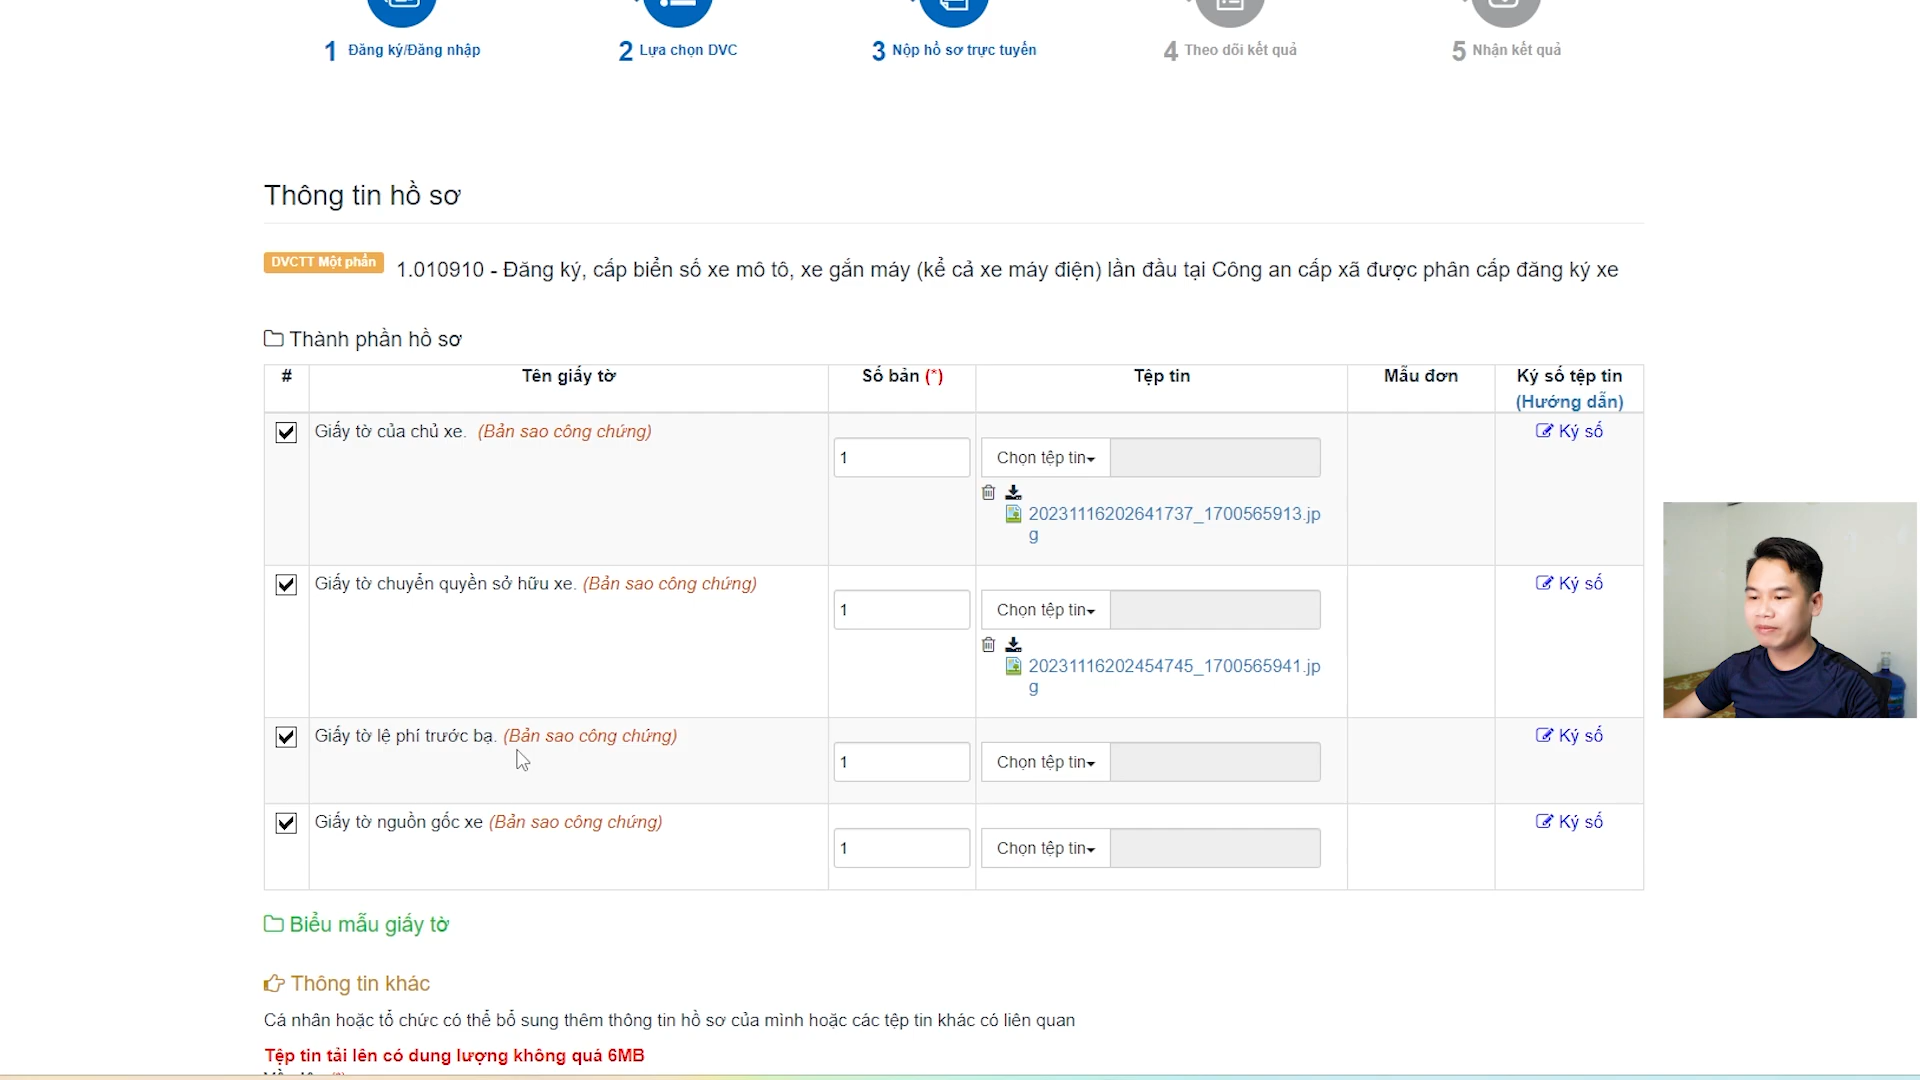 1 Đăng ký/Đăng nhập
2 Lựa chọn DVC
3 Nộp hồ sơ trực tuyến
4 Theo dõi kết quả
5 Nhận kết quả
Thông tin hồ sơ
DVCTT Một phần 1.010910 - Đăng ký, cấp biển số xe mô tô, xe gắn máy (kể cả xe máy điện) lần đầu tại Công an cấp xã được phân cấp đăng ký xe
Thành phần hồ sơ
# Tên giấy tờ Số bản (*) Tệp tin Mẫu đơn Ký số tệp tin
(Hướng dẫn)
Giấy tờ của chủ xe. (Bản sao công chứng) Ký số
1 Chọn tệp tin
20231116202641737_1700565913.jp
g
Giấy tờ chuyển quyền sở hữu xe. (Bản sao công chứng) Ký số
1 Chọn tệp tin
20231116202454745_1700565941.jp
g
Giấy tờ lệ phí trước bạ. (Bản sao công chứng) Ký số
1 Chọn tệp tin
Giấy tờ nguồn gốc xe (Bản sao công chứng) Ký số
1 Chọn tệp tin
Biểu mẫu giấy tờ
Thông tin khác
Cá nhân hoặc tổ chức có thể bổ sung thêm thông tin hồ sơ của mình hoặc các tệp tin khác có liên quan
Tệp tin tải lên có dung lượng không quá 6MB